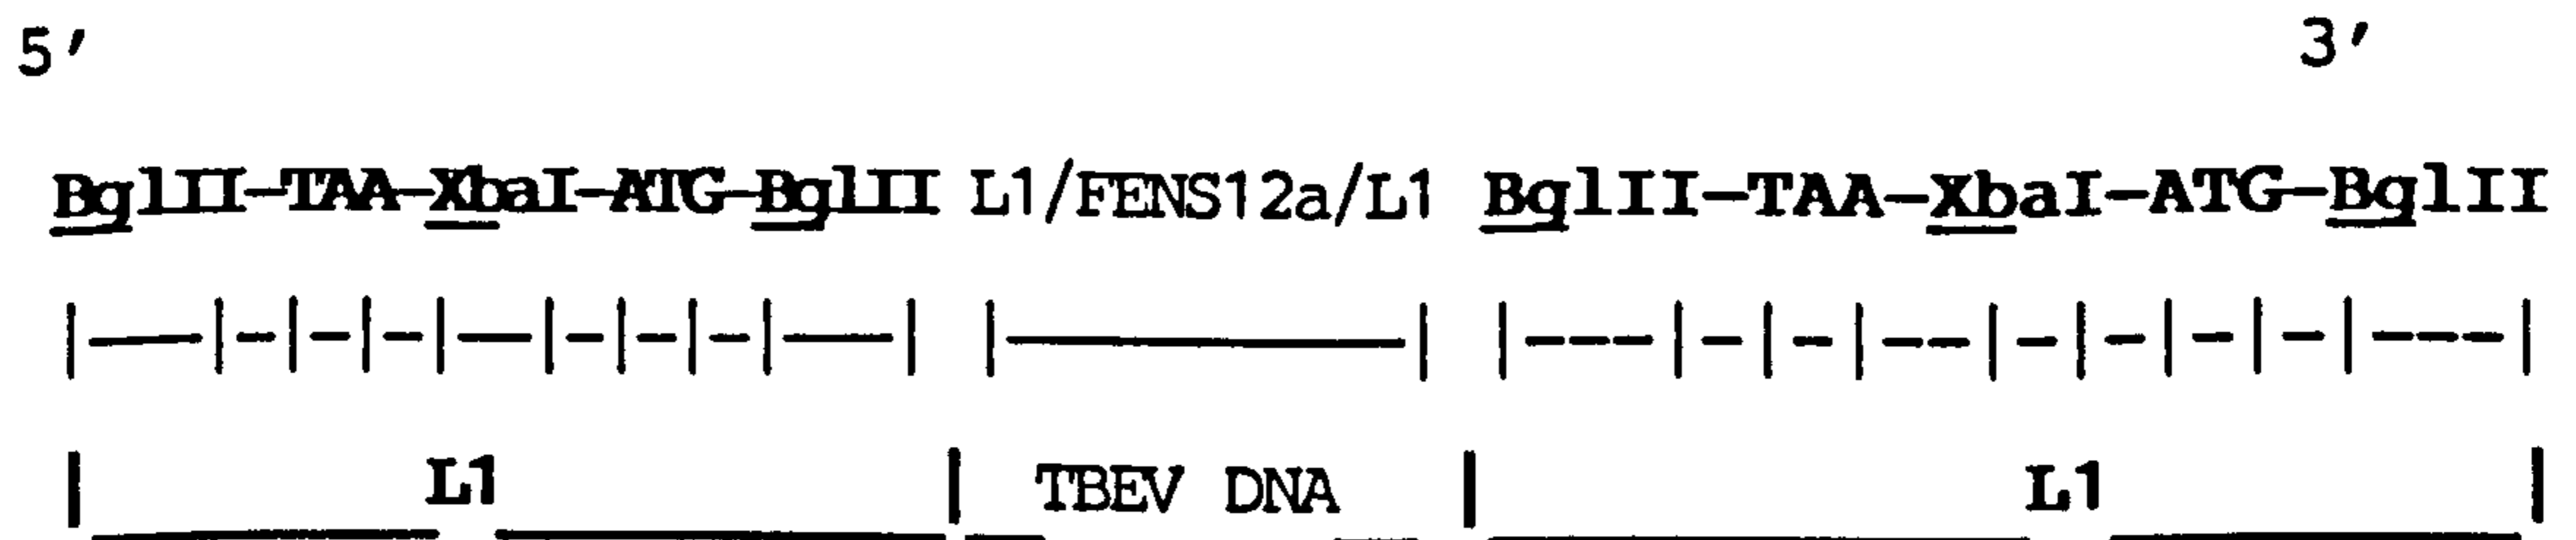 5' 3'
BglII-TAA-XbaI-ATG-BglII L1/FENS12a/L1 BglII-TAA-XbaI-ATG-BglII
L1 TBEV DNA L1